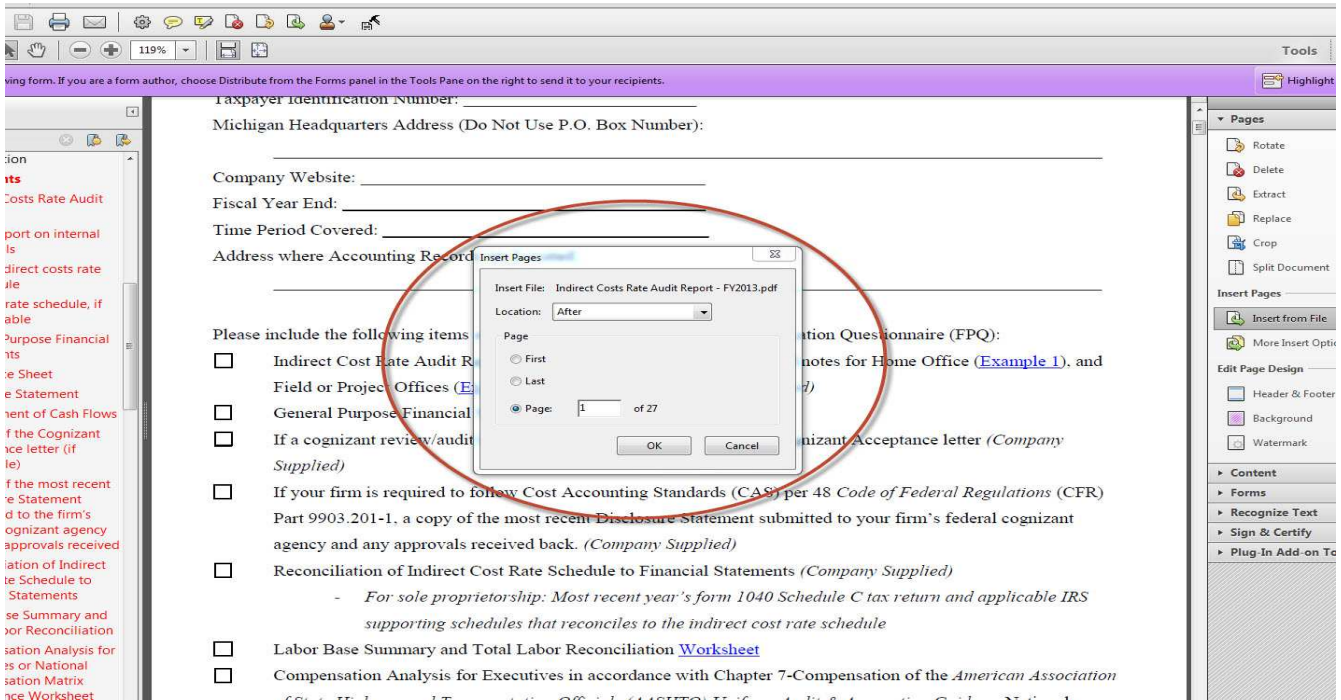 119%
Tools
ving form. If you are a form author, choose Distribute from the Forms panel in the Tools Pane on the right to send it to your recipients.
Highlight
tion
nts
Costs Rate Audit
port on internal
ls
direct costs rate
ule
rate schedule, if
able
Purpose Financial
nts
ce Sheet
e Statement
ment of Cash Flows
f the Cognizant
nce letter (if
le)
f the most recent
re Statement
d to the firm's
ognizant agency
approvals received
iation of Indirect
te Schedule to
Statements
se Summary and
bor Reconciliation
sation Analysis for
es or National
sation Matrix
nce Worksheet
Taxpayer Identification Number:
Michigan Headquarters Address (Do Not Use P.O. Box Number):
Company Website:
Fiscal Year End:
Time Period Covered:
Address where Accounting Record
Please include the following items ation Questionnaire (FPQ):
Indirect Cost Rate Audit R notes for Home Office (Example 1), and
Field or Project Offices (E d)
General Purpose Financial
If a cognizant review/audit gnizant Acceptance letter (Company
Supplied)
If your firm is required to follow Cost Accounting Standards (CAS) per 48 Code of Federal Regulations (CFR)
Part 9903.201-1, a copy of the most recent Disclosure Statement submitted to your firm's federal cognizant
agency and any approvals received back. (Company Supplied)
Reconciliation of Indirect Cost Rate Schedule to Financial Statements (Company Supplied)
- For sole proprietorship: Most recent year's form 1040 Schedule C tax return and applicable IRS
supporting schedules that reconciles to the indirect cost rate schedule
Labor Base Summary and Total Labor Reconciliation Worksheet
Compensation Analysis for Executives in accordance with Chapter 7-Compensation of the American Association
Insert Pages
Insert File: Indirect Costs Rate Audit Report - FY2013.pdf
Location: After
Page
First
Last
Page: 1 of 27
OK Cancel
Pages
Rotate
Delete
Extract
Replace
Crop
Split Document
Insert Pages
Insert from File
More Insert Optio
Edit Page Design
Header & Footer
Background
Watermark
Content
Forms
Recognize Text
Sign & Certify
Plug-In Add-on To